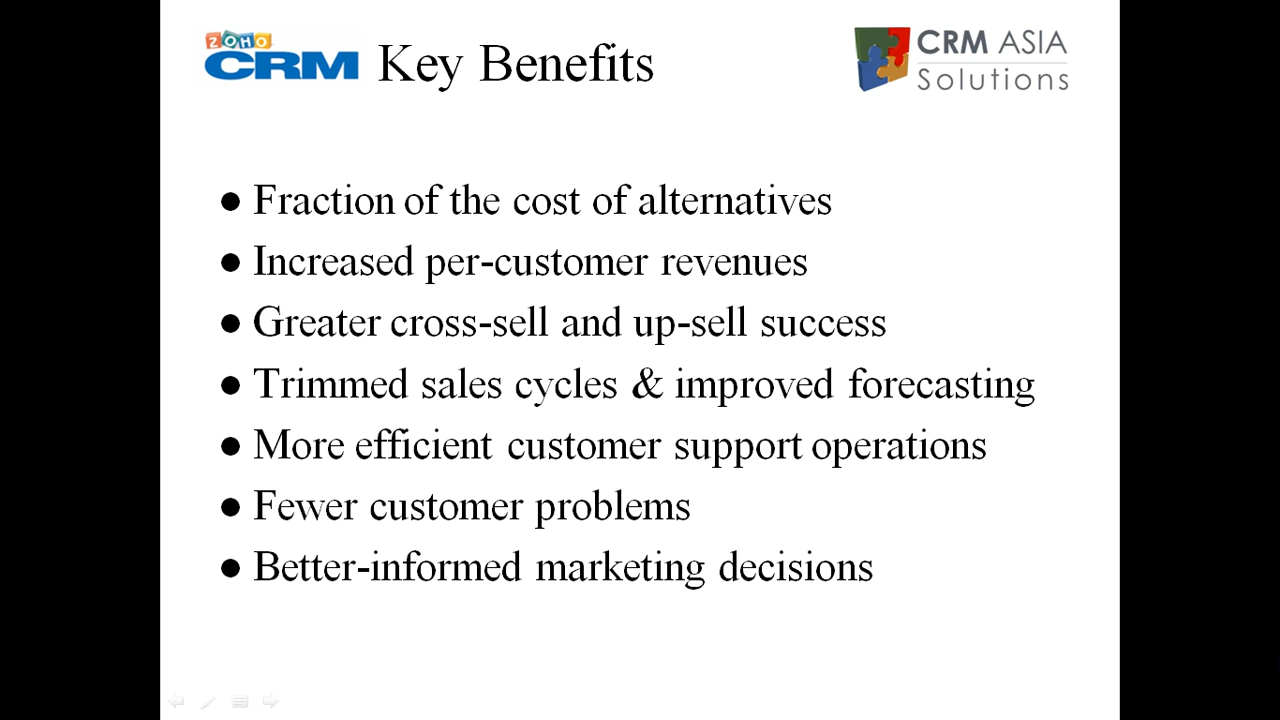 ZOHO
CRM Key Benefits
CRM ASIA
Solutions
● Fraction of the cost of alternatives
● Increased per-customer revenues
● Greater cross-sell and up-sell success
● Trimmed sales cycles & improved forecasting
● More efficient customer support operations
● Fewer customer problems
● Better-informed marketing decisions